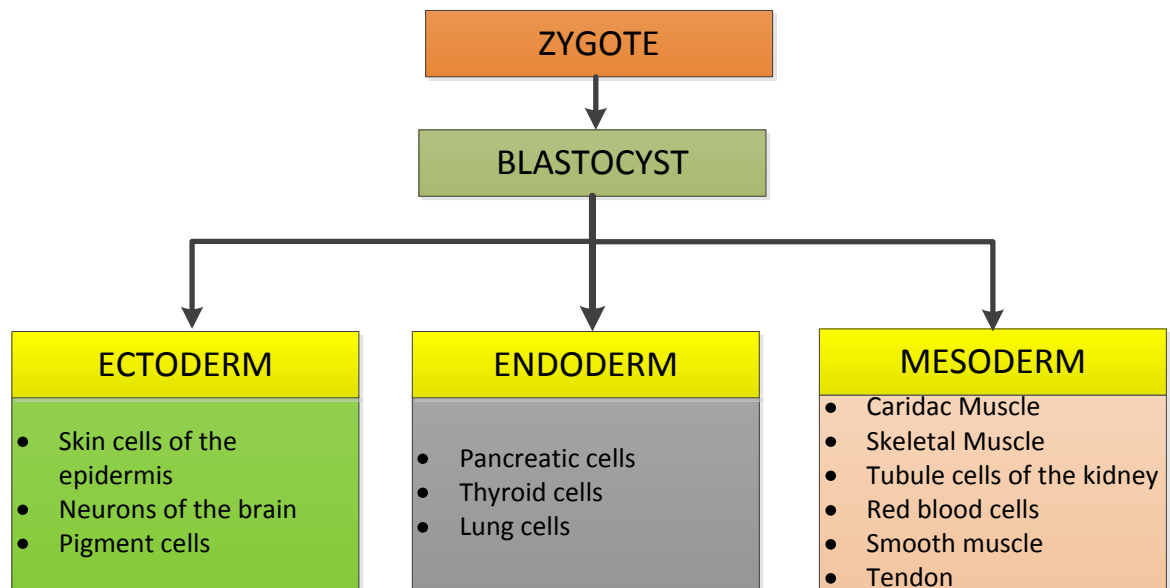 ZYGOTE
BLASTOCYST
ECTODERM
• Skin cells of the
epidermis
• Neurons of the brain
• Pigment cells
ENDODERM
• Pancreatic cells
• Thyroid cells
• Lung cells
MESODERM
• Caridac Muscle
• Skeletal Muscle
• Tubule cells of the kidney
• Red blood cells
• Smooth muscle
• Tendon